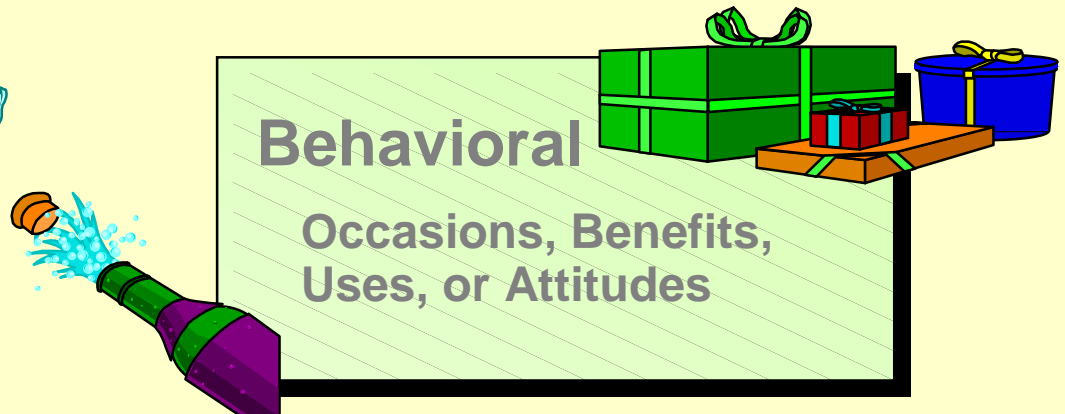 Behavioral
Occasions, Benefits,
Uses, or Attitudes